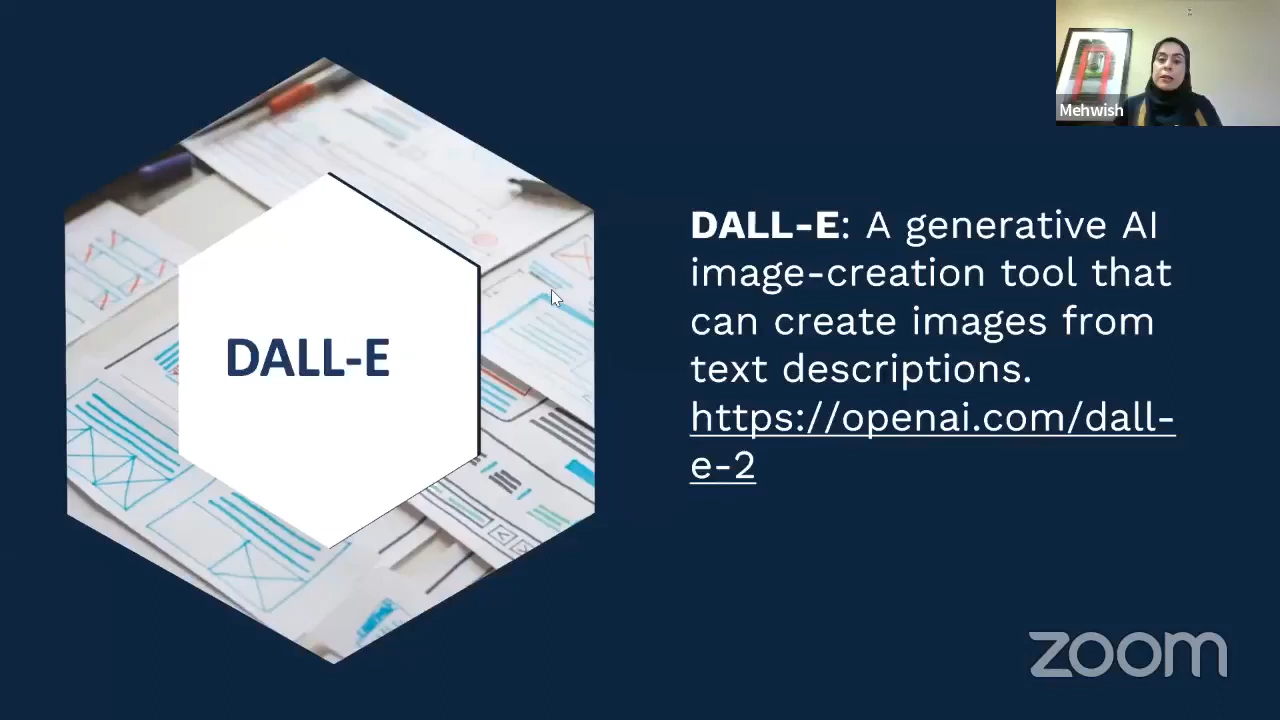 Mehwish
DALL-E
DALL-E: A generative AI
image-creation tool that
can create images from
text descriptions.
https://openai.com/dall-
e-2
zoom